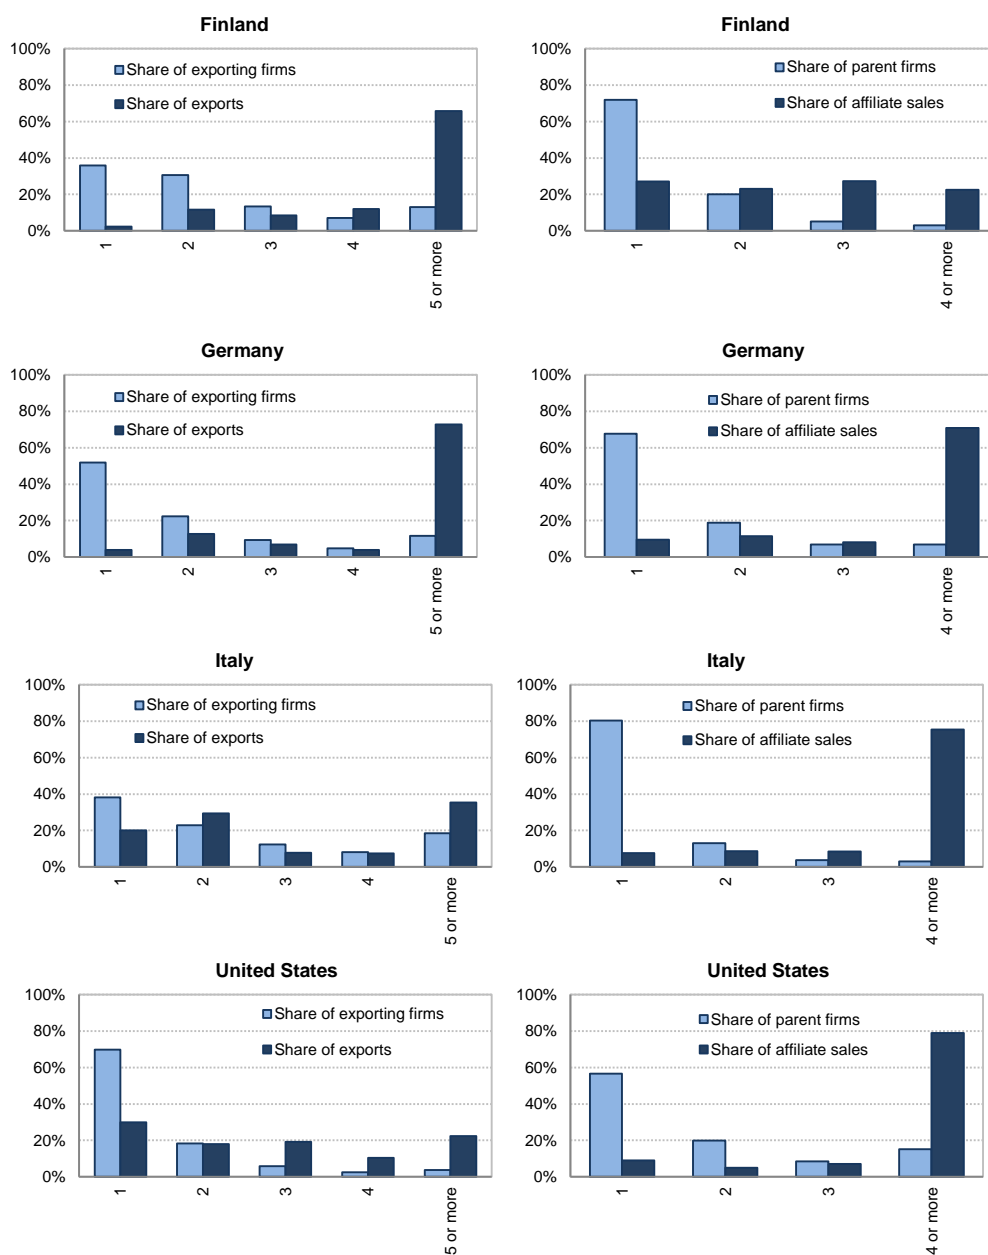 Finland
100%
80%
60%
40%
20%
0%
Share of exporting firms
Share of exports
1
2
3
4
5 or more
Finland
100%
80%
60%
40%
20%
0%
Share of parent firms
Share of affiliate sales
1
2
3
4 or more
Germany
100%
80%
60%
40%
20%
0%
Share of exporting firms
Share of exports
1
2
3
4
5 or more
Germany
100%
80%
60%
40%
20%
0%
Share of parent firms
Share of affiliate sales
1
2
3
4 or more
Italy
100%
80%
60%
40%
20%
0%
Share of exporting firms
Share of exports
1
2
3
4
5 or more
Italy
100%
80%
60%
40%
20%
0%
Share of parent firms
Share of affiliate sales
1
2
3
4 or more
United States
100%
80%
60%
40%
20%
0%
Share of exporting firms
Share of exports
1
2
3
4
5 or more
United States
100%
80%
60%
40%
20%
0%
Share of parent firms
Share of affiliate sales
1
2
3
4 or more